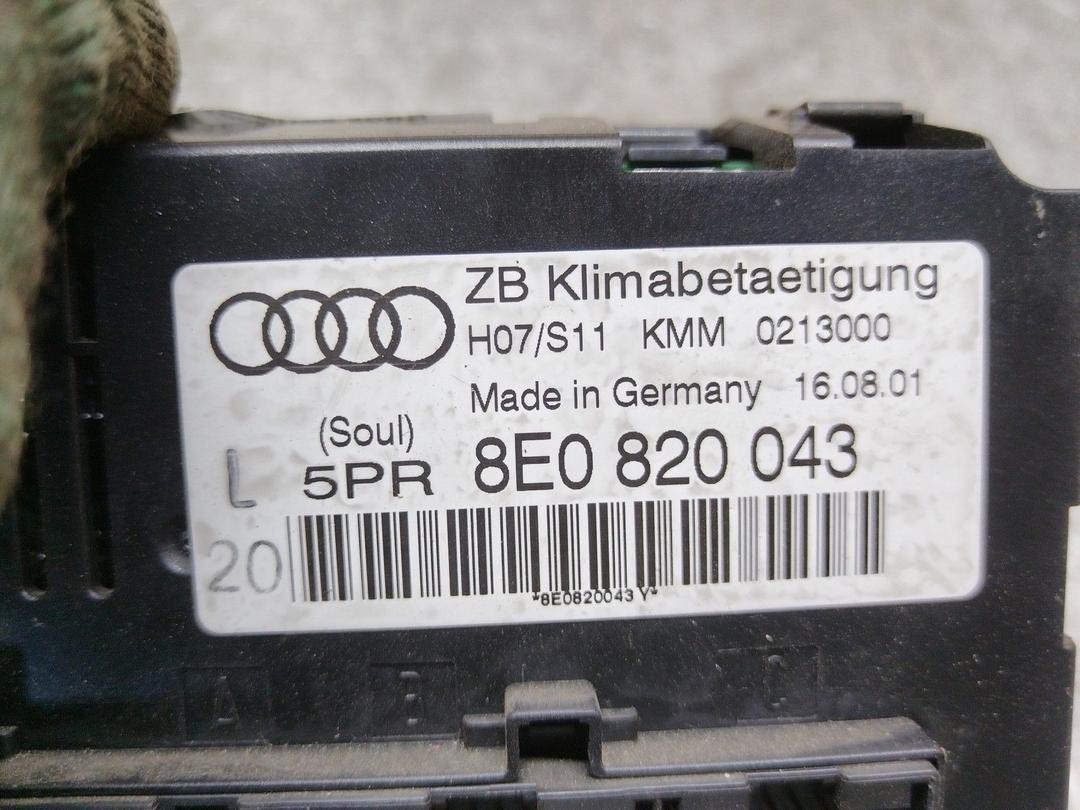 ZB Klimabetaetigung
H07/S11 KMM 0213000
Made in Germany 16.08.01
(Soul)
L 5PR 8E0 820 043
20
*8E0820043 Y*
A B C